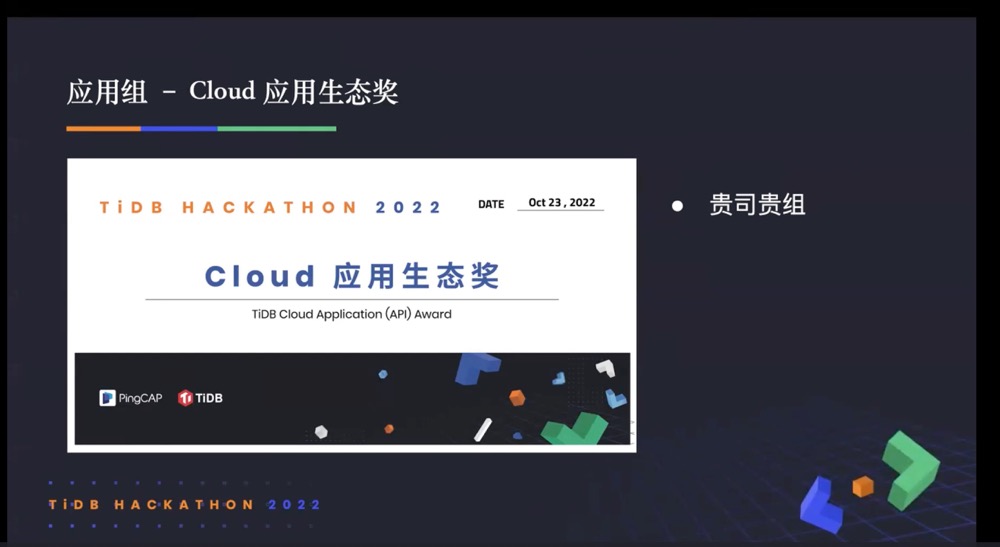 应用组 － Cloud 应用生态奖
TiDB HACKATHON 2022
DATE Oct 23 , 2022
Cloud 应用生态奖
TiDB Cloud Application (API) Award
PingCAP TiDB
• 贵司贵组
TiDB HACKATHON 2022